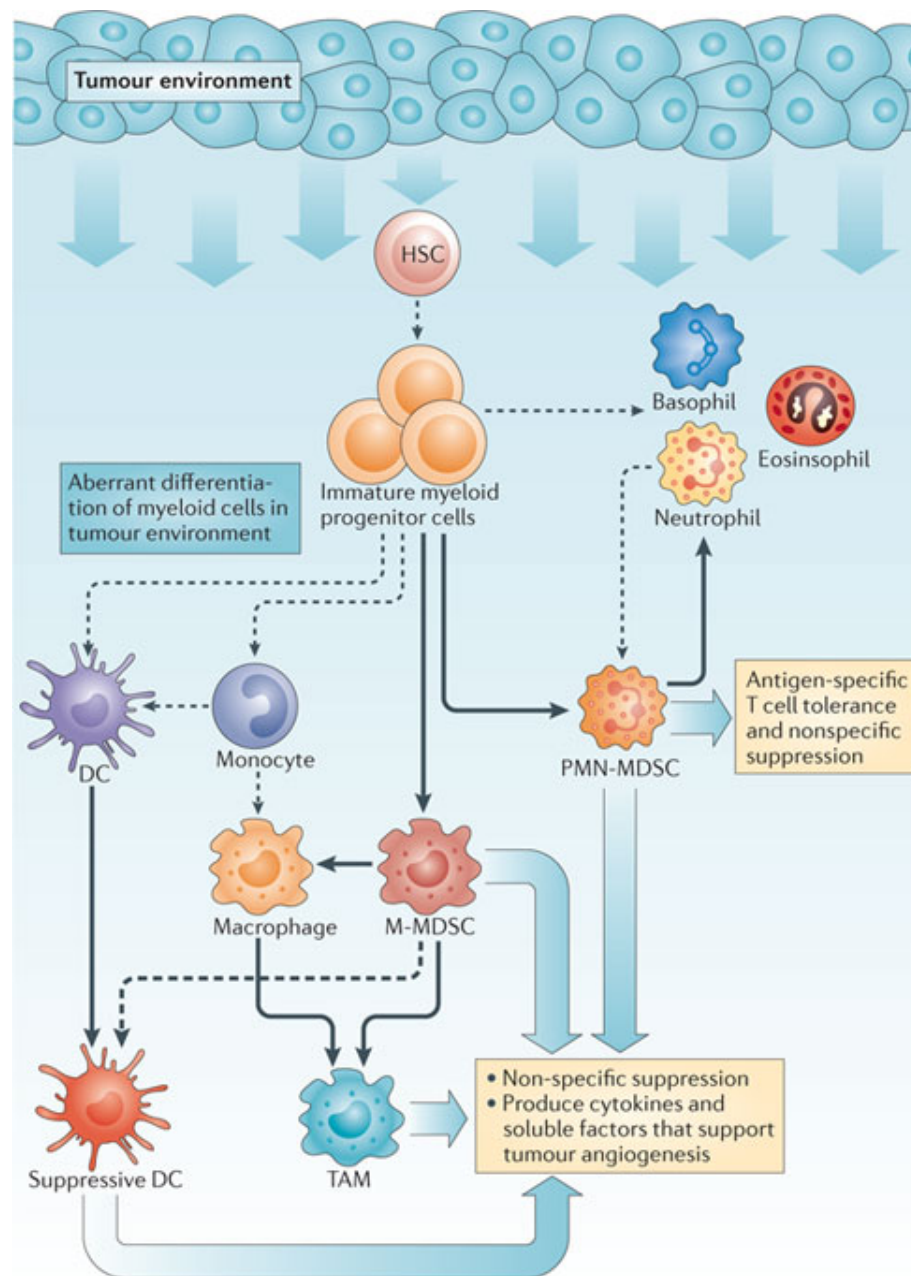 Tumour environment
HSC
Basophil
Eosinsophil
Neutrophil
Immature myeloid
progenitor cells
Aberrant differentia-
tion of myeloid cells in
tumour environment
DC
Monocyte
PMN-MDSC
Antigen-specific
T cell tolerance
and nonspecific
suppression
Macrophage
M-MDSC
Suppressive DC
TAM
• Non-specific suppression
• Produce cytokines and
soluble factors that support
tumour angiogenesis